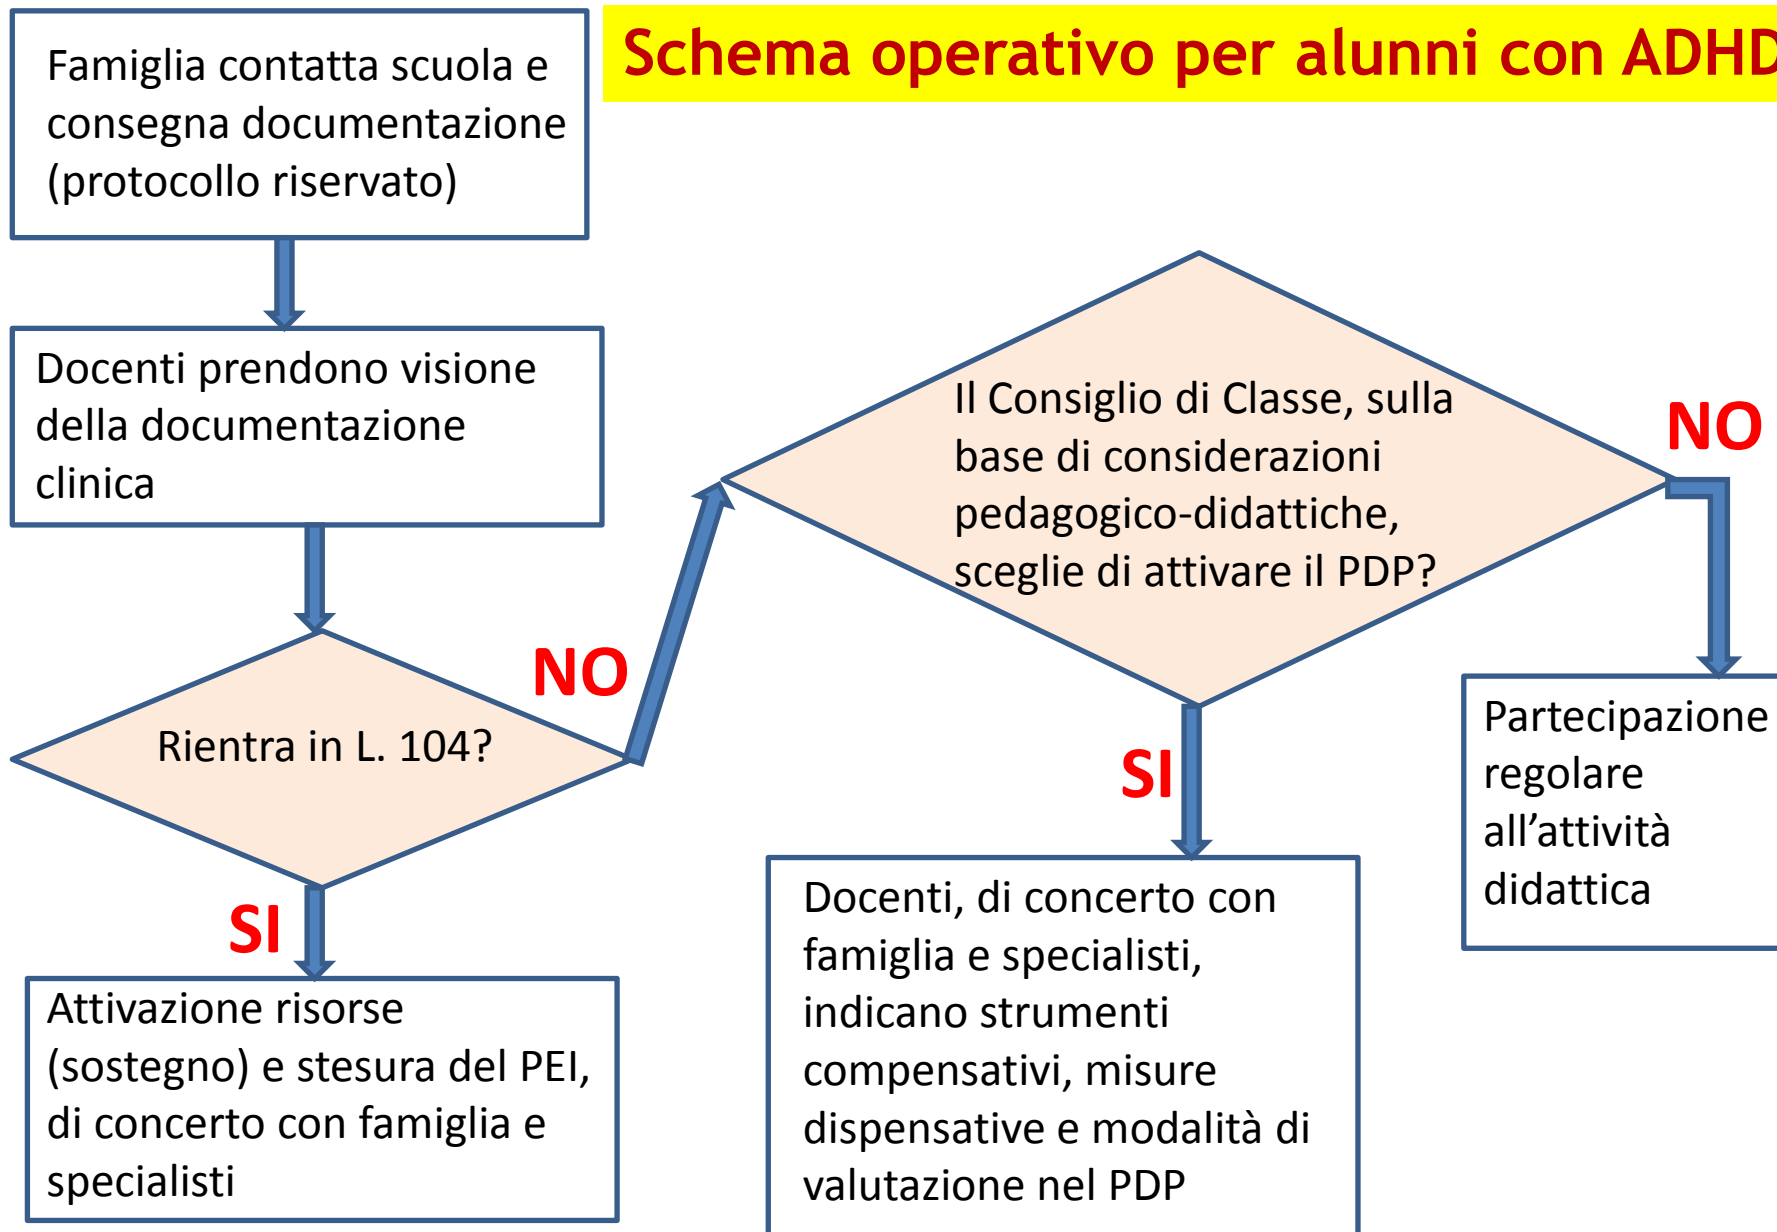 Schema operativo per alunni con ADHD
Famiglia contatta scuola e
consegna documentazione
(protocollo riservato)
Docenti prendono visione
della documentazione
clinica
Rientra in L. 104?
NO
SI
Attivazione risorse
(sostegno) e stesura del PEI,
di concerto con famiglia e
specialisti
Il Consiglio di Classe, sulla
base di considerazioni
pedagogico-didattiche,
sceglie di attivare il PDP?
NO
SI
Docenti, di concerto con
famiglia e specialisti,
indicano strumenti
compensativi, misure
dispensative e modalità di
valutazione nel PDP
Partecipazione
regolare
all’attività
didattica